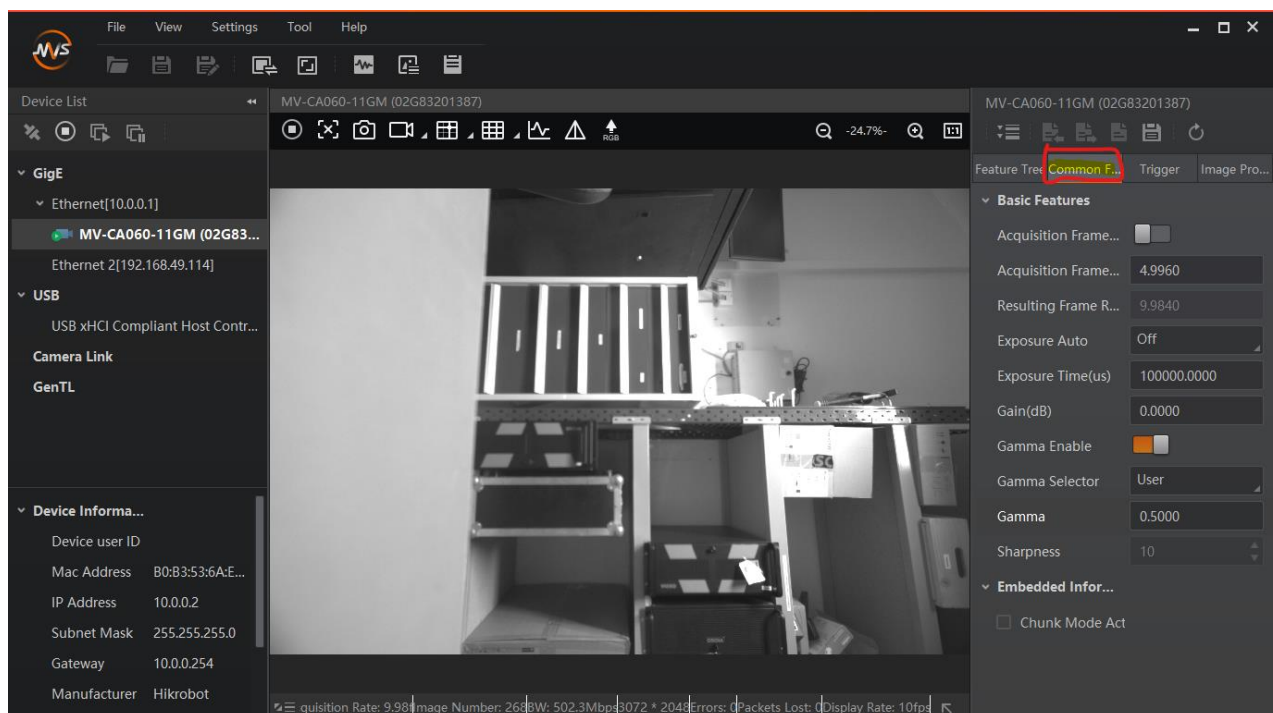 MVS
File View Settings Tool Help
Device List
GigE
Ethernet[10.0.0.1]
MV-CA060-11GM (02G83...
Ethernet 2[192.168.49.114]
USB
USB xHCI Compliant Host Contr...
Camera Link
GenTL
Device Informa...
Device user ID
Mac Address B0:B3:53:6A:E...
IP Address 10.0.0.2
Subnet Mask 255.255.255.0
Gateway 10.0.0.254
Manufacturer Hikrobot
MV-CA060-11GM (02G83201387)
RGB
-24.7%-
1:1
SC
quisition Rate: 9.98f Image Number: 268 BW: 502.3Mbps 3072 * 2048 Errors: 0 Packets Lost: 0 Display Rate: 10fps
MV-CA060-11GM (02G83201387)
Feature Tree Common F... Trigger Image Pro...
Basic Features
Acquisition Frame...
Acquisition Frame... 4.9960
Resulting Frame R... 9.9840
Exposure Auto Off
Exposure Time(us) 100000.0000
Gain(dB) 0.0000
Gamma Enable
Gamma Selector User
Gamma 0.5000
Sharpness 10
Embedded Infor...
Chunk Mode Act